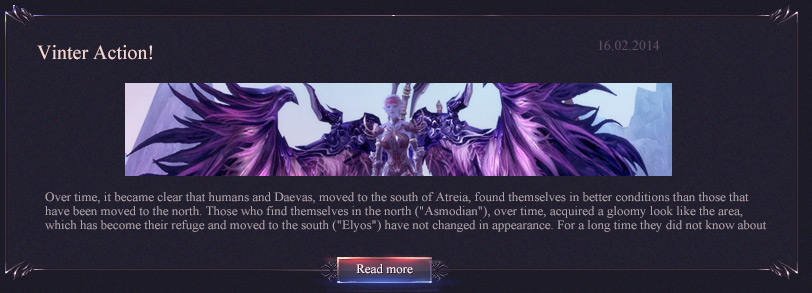 Vinter Action!
16.02.2014
Over time, it became clear that humans and Daevas, moved to the south of Atreia, found themselves in better conditions than those that
have been moved to the north. Those who find themselves in the north ("Asmodian"), over time, acquired a gloomy look like the area,
which has become their refuge and moved to the south ("Elyos") have not changed in appearance. For a long time they did not know about
Read more